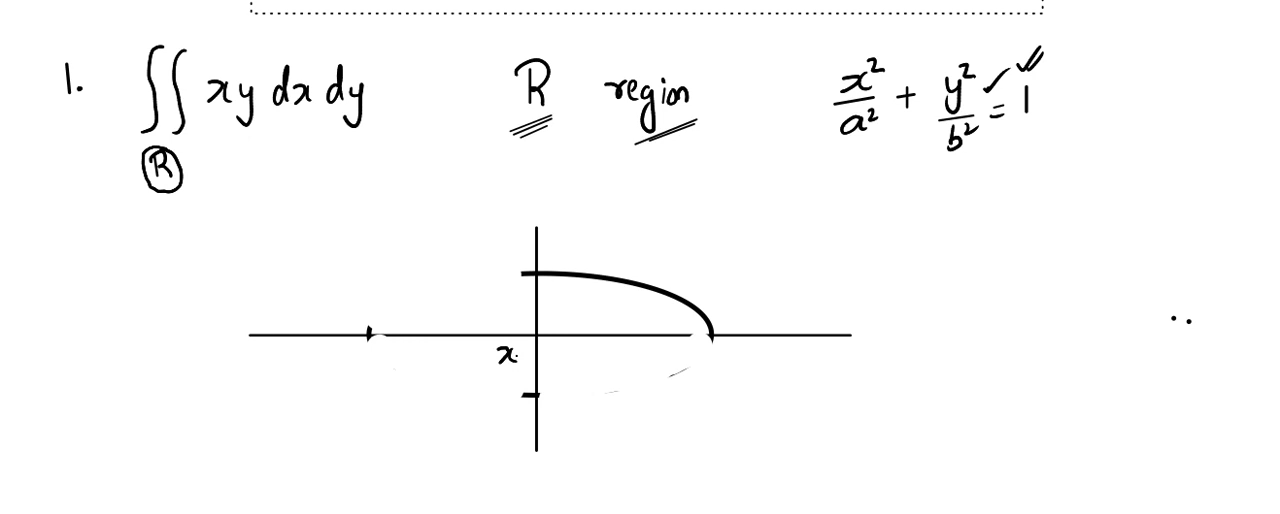 1. ∬ xy dx dy R region x²/a² + y²/b² = 1
R
x